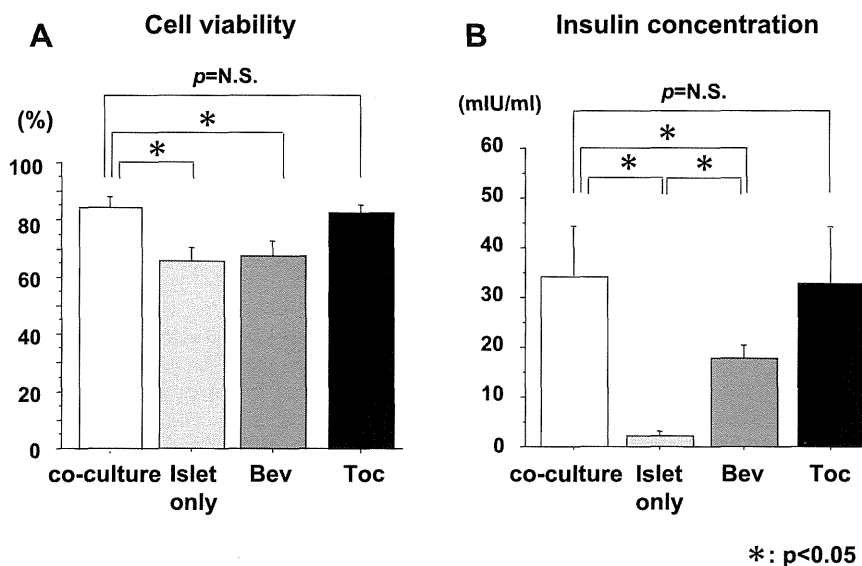 A Cell viability
p=N.S.
(%)
*
*
100
80
60
40
20
0
co-culture Islet only Bev Toc
B Insulin concentration
(mIU/ml)
p=N.S.
*
* *
60
50
40
30
20
10
0
co-culture Islet only Bev Toc
*: p<0.05